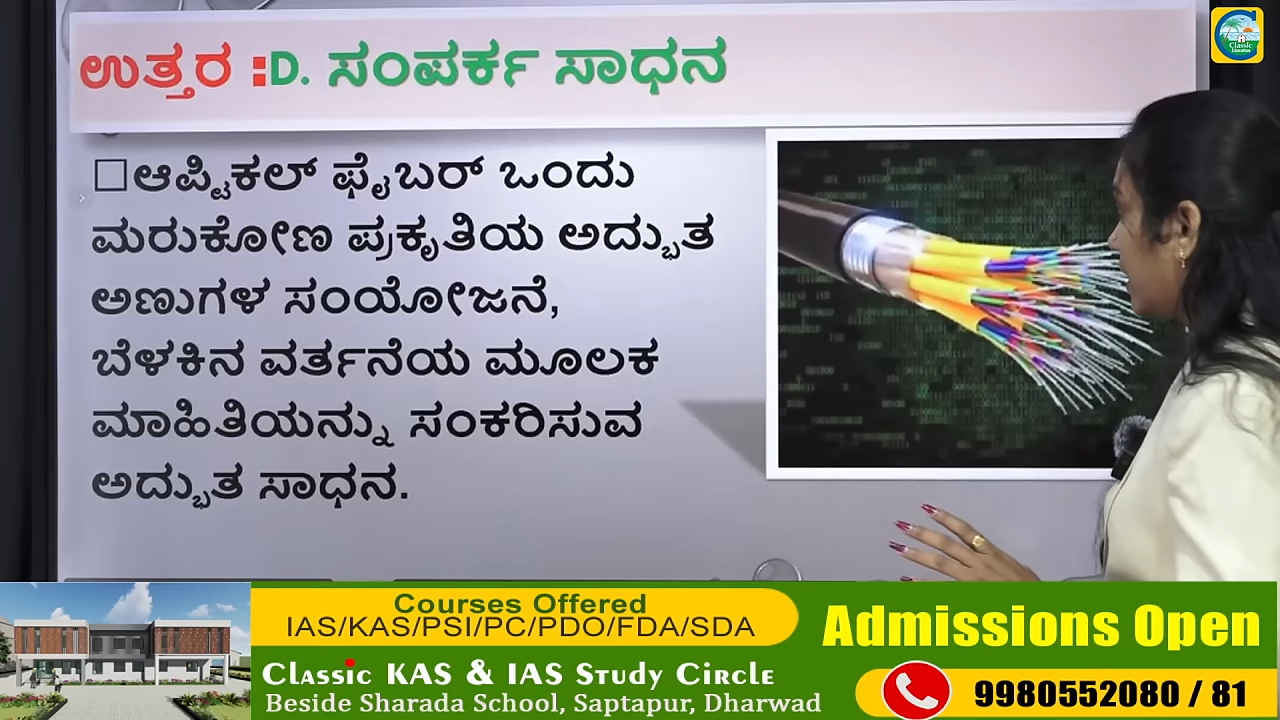 ಉತ್ತರ :D. ಸಂಪರ್ಕ ಸಾಧನ
Classic
Education
□ಆಪ್ಟಿಕಲ್ ಫೈಬರ್ ಒಂದು
ಮರುಕೋಣ ಪ್ರಕೃತಿಯ ಅದ್ಭುತ
ಅಣುಗಳ ಸಂಯೋಜನೆ,
ಬೆಳಕಿನ ವರ್ತನೆಯ ಮೂಲಕ
ಮಾಹಿತಿಯನ್ನು ಸಂಕರಿಸುವ
ಅದ್ಭುತ ಸಾಧನ.
Courses Offered
IAS/KAS/PSI/PC/PDO/FDA/SDA
Classic KAS & IAS Study Circle
Beside Sharada School, Saptapur, Dharwad
Admissions Open
9980552080 / 81